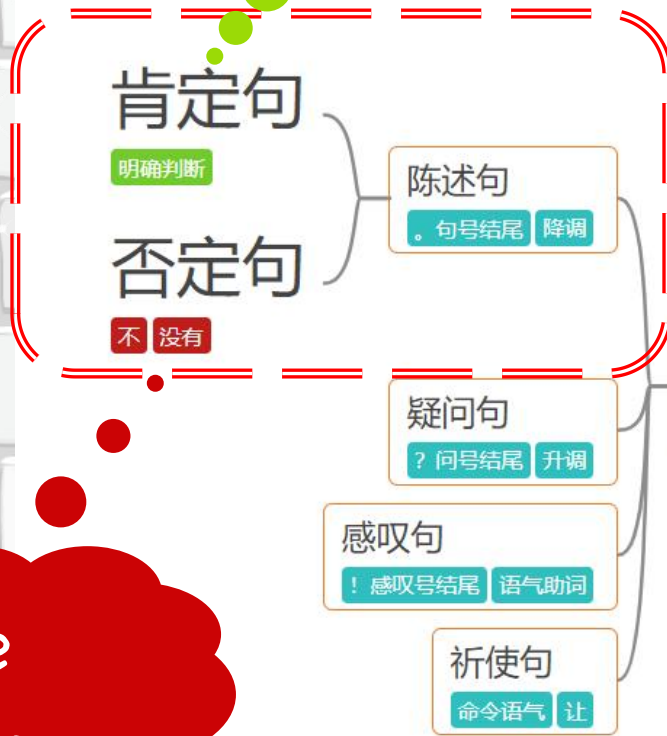 肯定句
明确判断
否定句
不 没有
陈述句
。句号结尾 降调
疑问句
？问号结尾 升调
感叹句
！感叹号结尾 语气助词
祈使句
命令语气 让